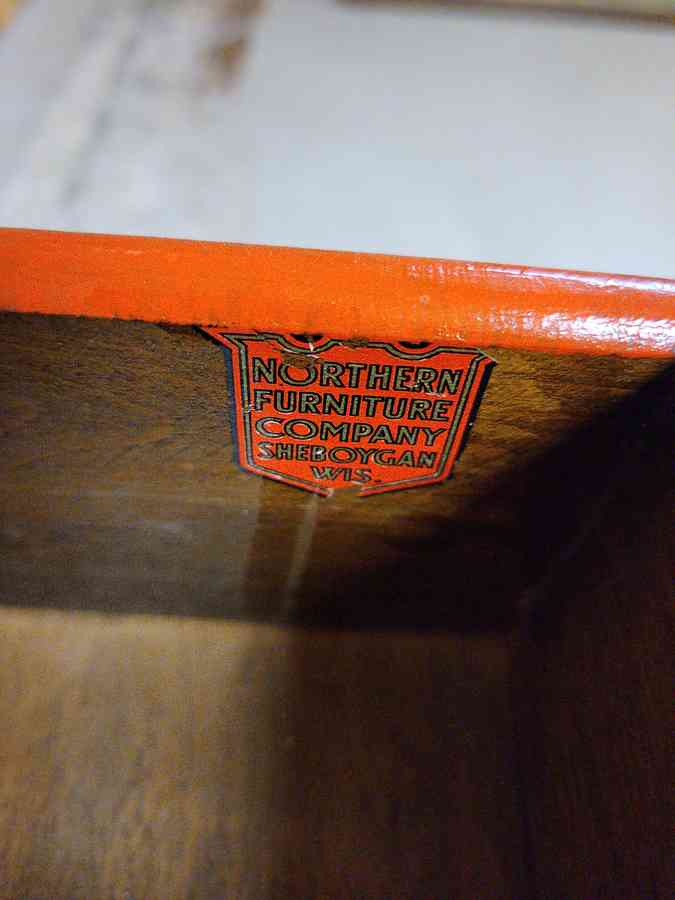 NORTHERN
FURNITURE
COMPANY
SHEBOYGAN
WIS.